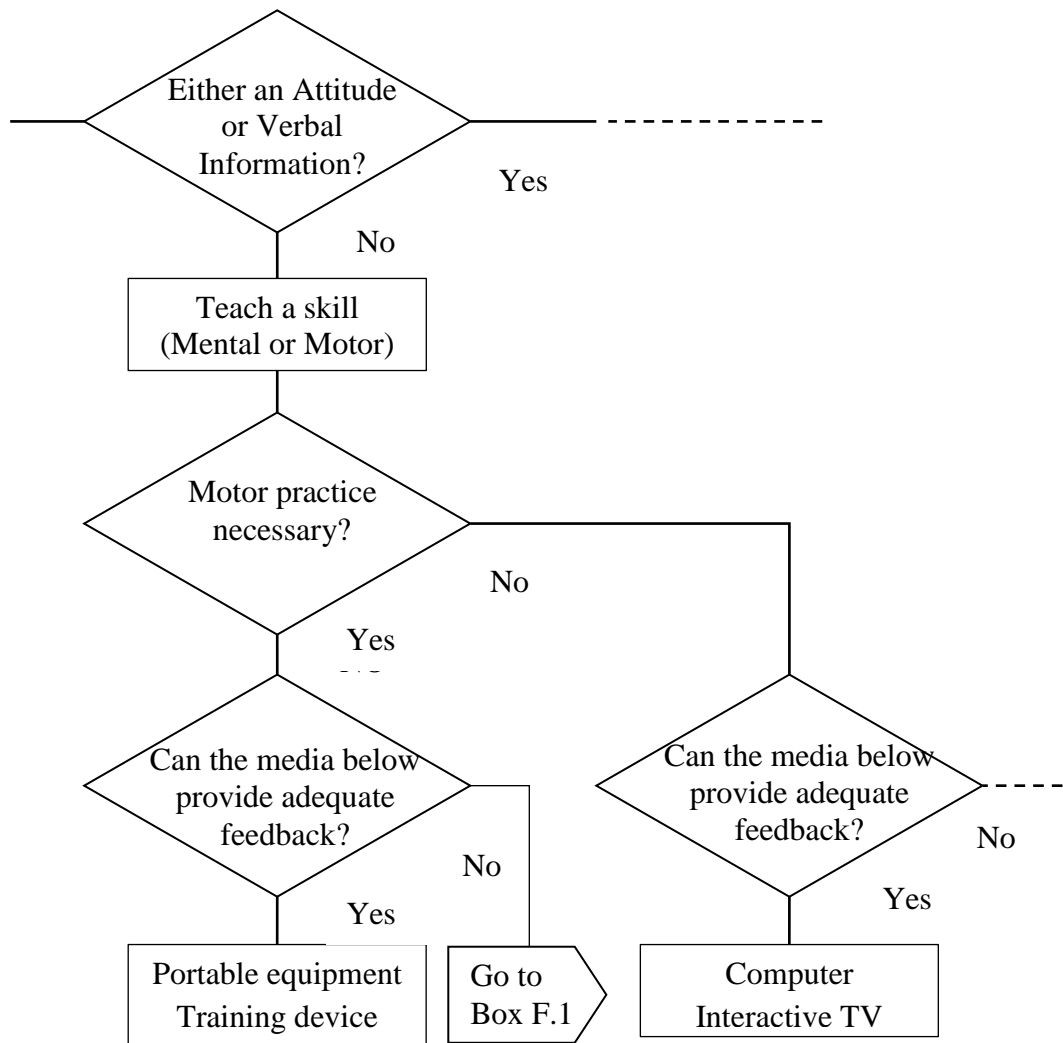 Either an Attitude
or Verbal
Information?
Yes
No
Teach a skill
(Mental or Motor)
Motor practice
necessary?
No
Yes
Can the media below
provide adequate
feedback?
No
Yes
Can the media below
provide adequate
feedback?
No
Yes
Portable equipment
Training device
Go to
Box F.1
Computer
Interactive TV